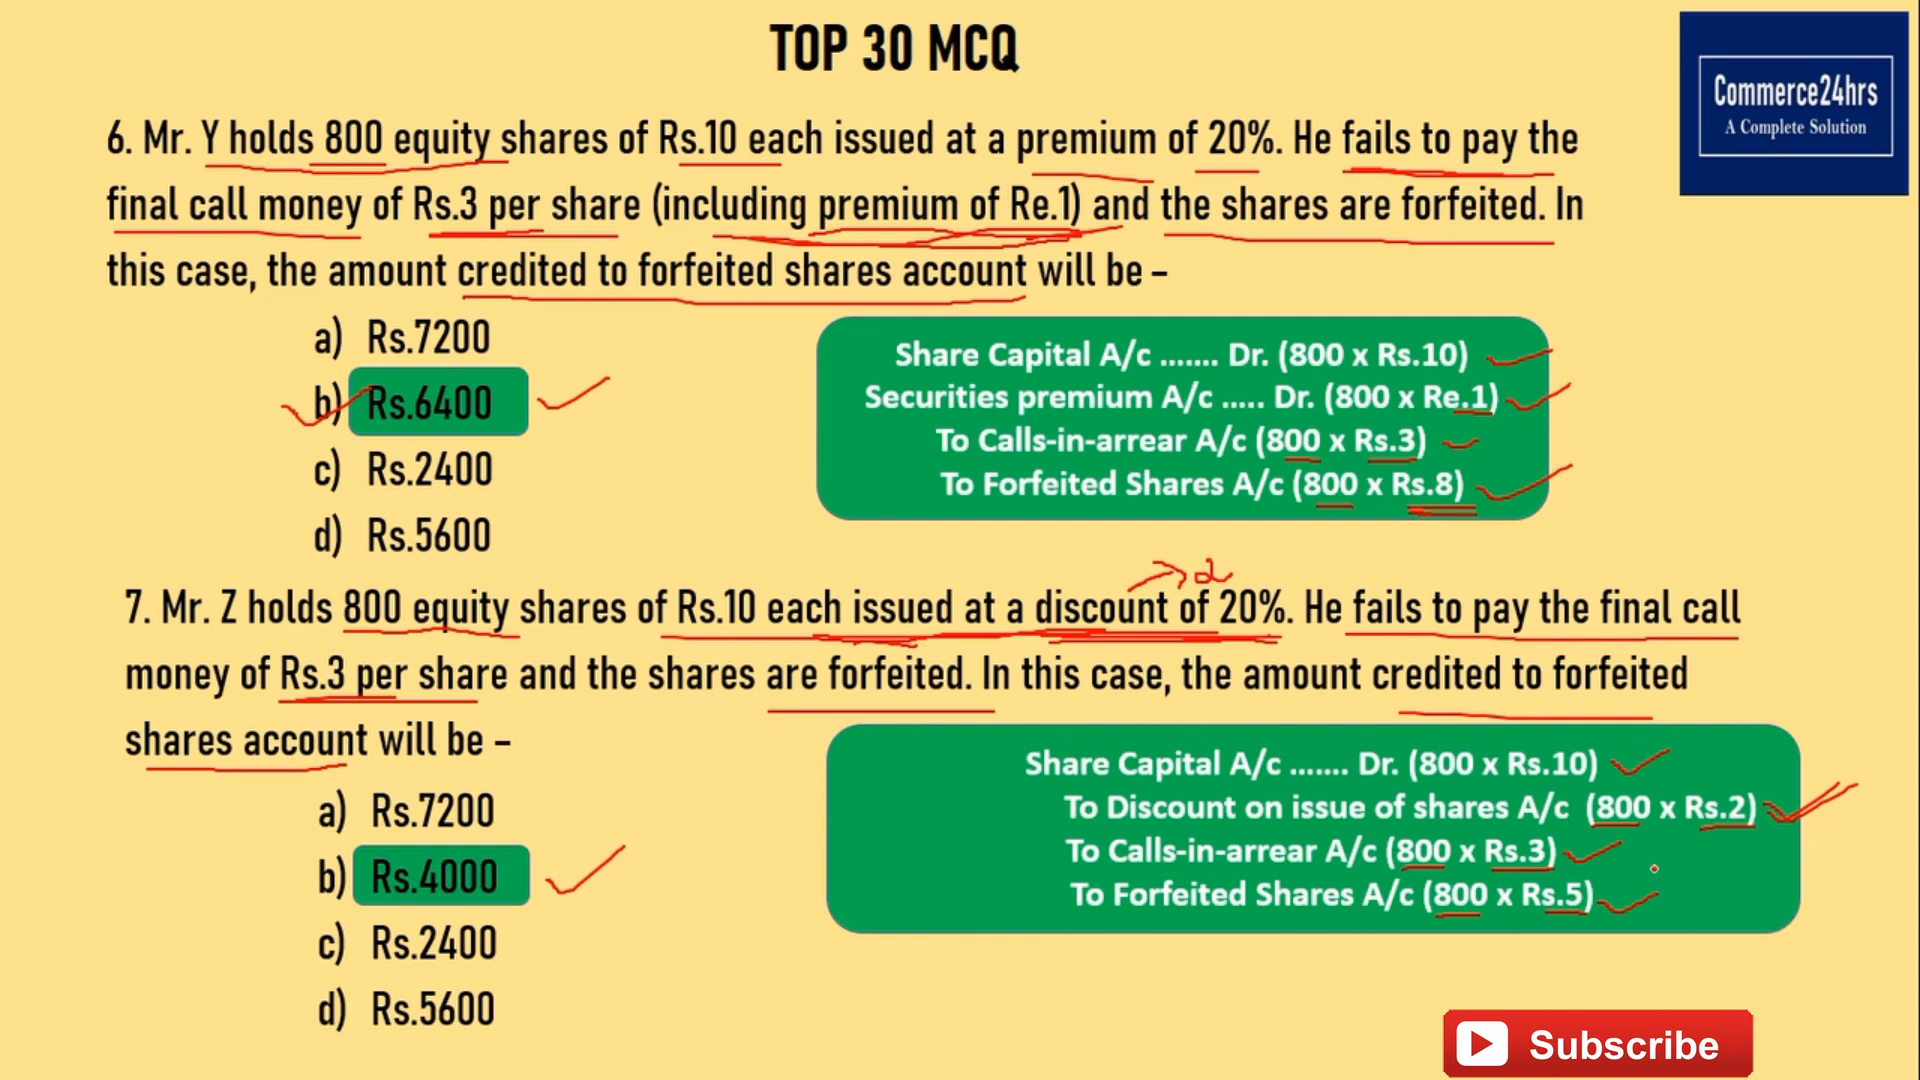 TOP 30 MCQ
Commerce24hrs
A Complete Solution
6. Mr. Y holds 800 equity shares of Rs.10 each issued at a premium of 20%. He fails to pay the
final call money of Rs.3 per share (including premium of Re.1) and the shares are forfeited. In
this case, the amount credited to forfeited shares account will be –
a) Rs.7200
b) Rs.6400
c) Rs.2400
d) Rs.5600
Share Capital A/c ....... Dr. (800 x Rs.10)
Securities premium A/c ..... Dr. (800 x Re.1)
To Calls-in-arrear A/c (800 x Rs.3)
To Forfeited Shares A/c (800 x Rs.8)
2
7. Mr. Z holds 800 equity shares of Rs.10 each issued at a discount of 20%. He fails to pay the final call
money of Rs.3 per share and the shares are forfeited. In this case, the amount credited to forfeited
shares account will be –
a) Rs.7200
b) Rs.4000
c) Rs.2400
d) Rs.5600
Share Capital A/c ....... Dr. (800 x Rs.10)
To Discount on issue of shares A/c (800 x Rs.2)
To Calls-in-arrear A/c (800 x Rs.3)
To Forfeited Shares A/c (800 x Rs.5)
Subscribe